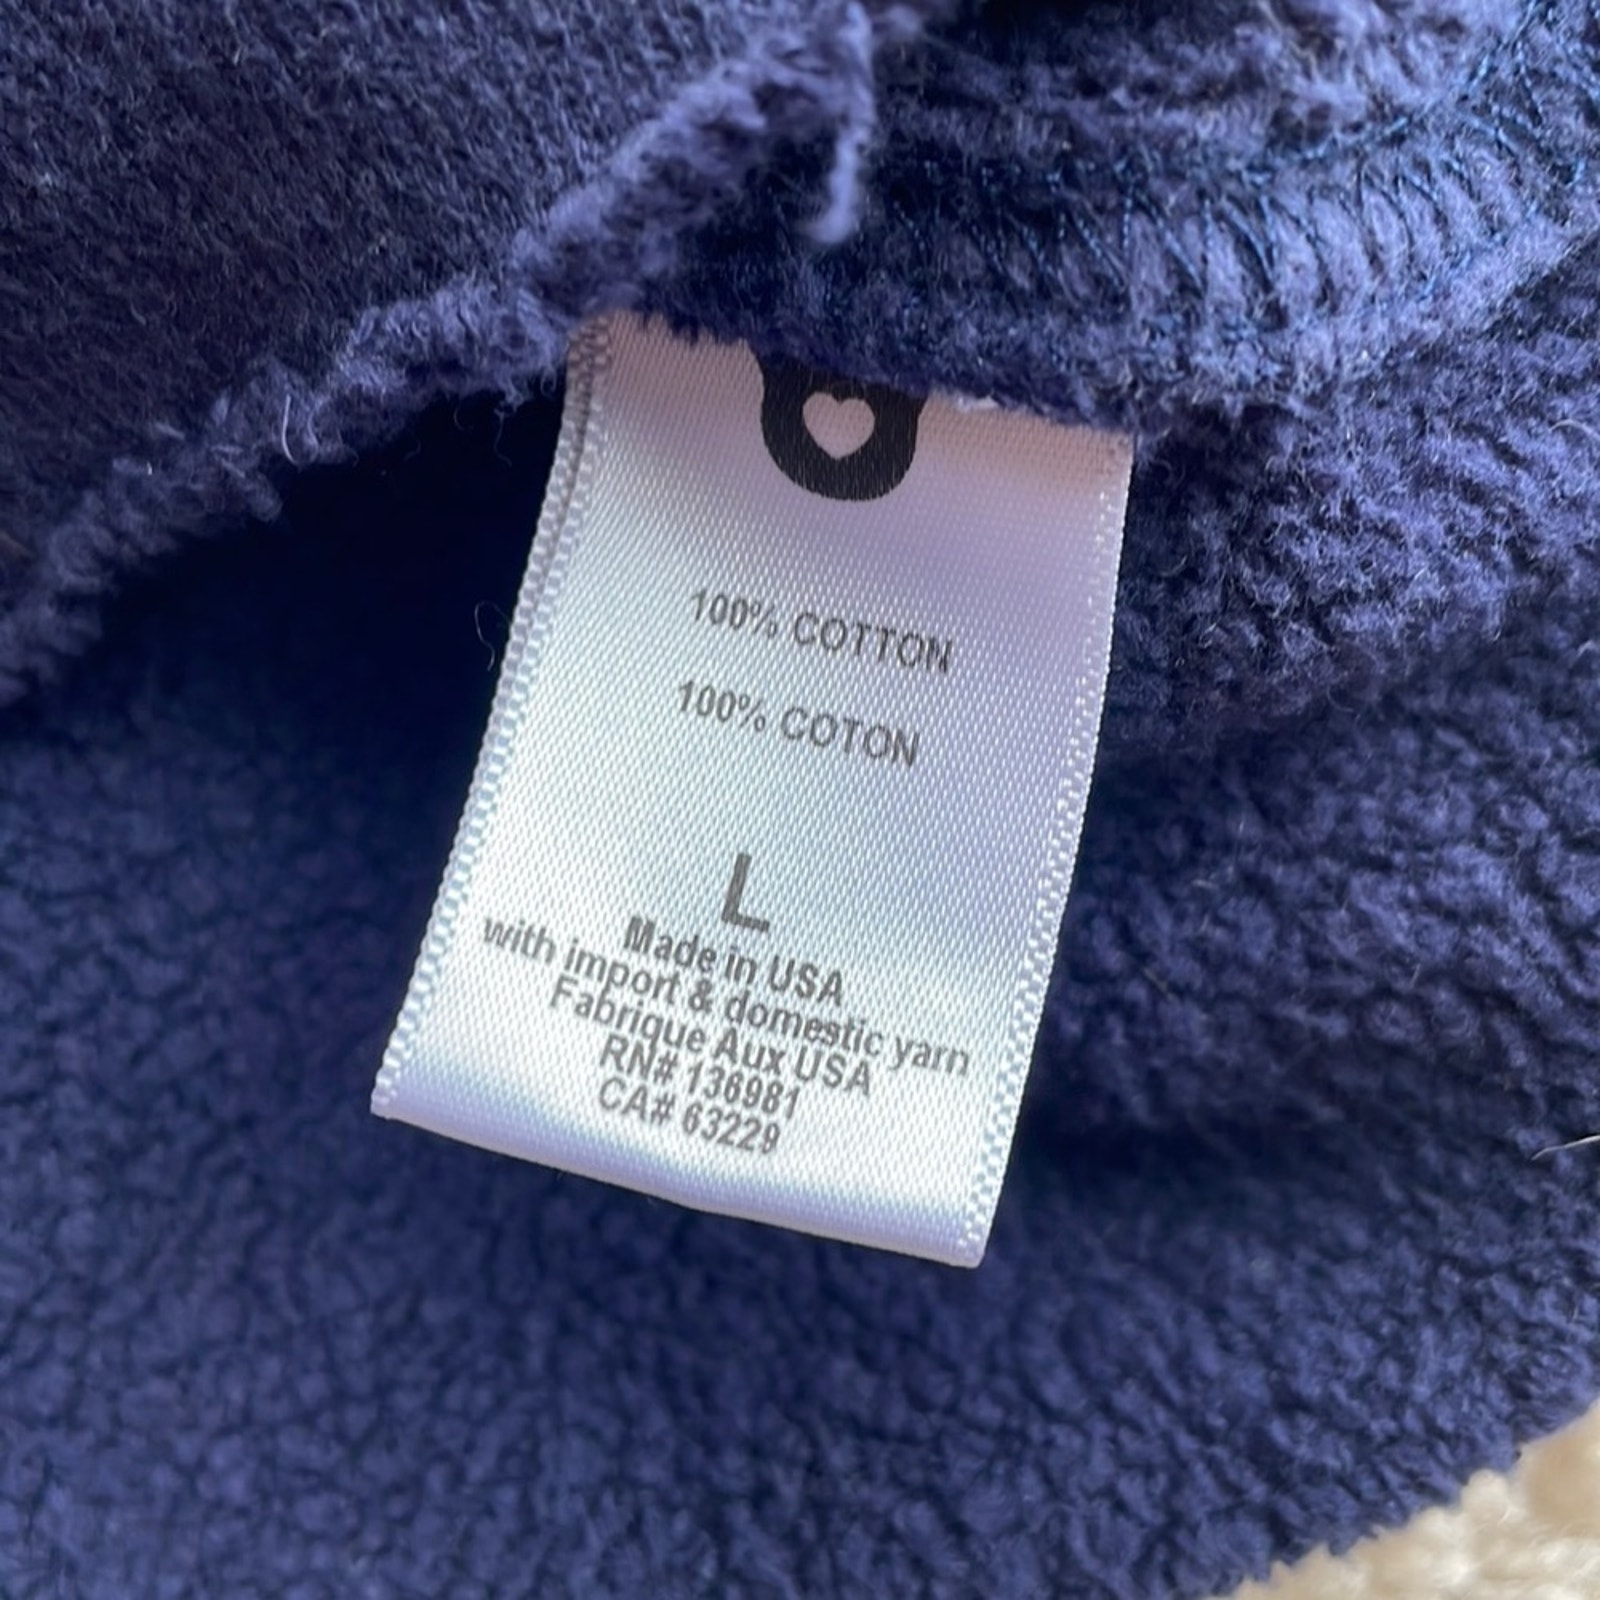 100% COTTON
100% COTON
L
Made in USA
with import & domestic yarn
Fabrique Aux USA
RN# 136981
CA# 63229